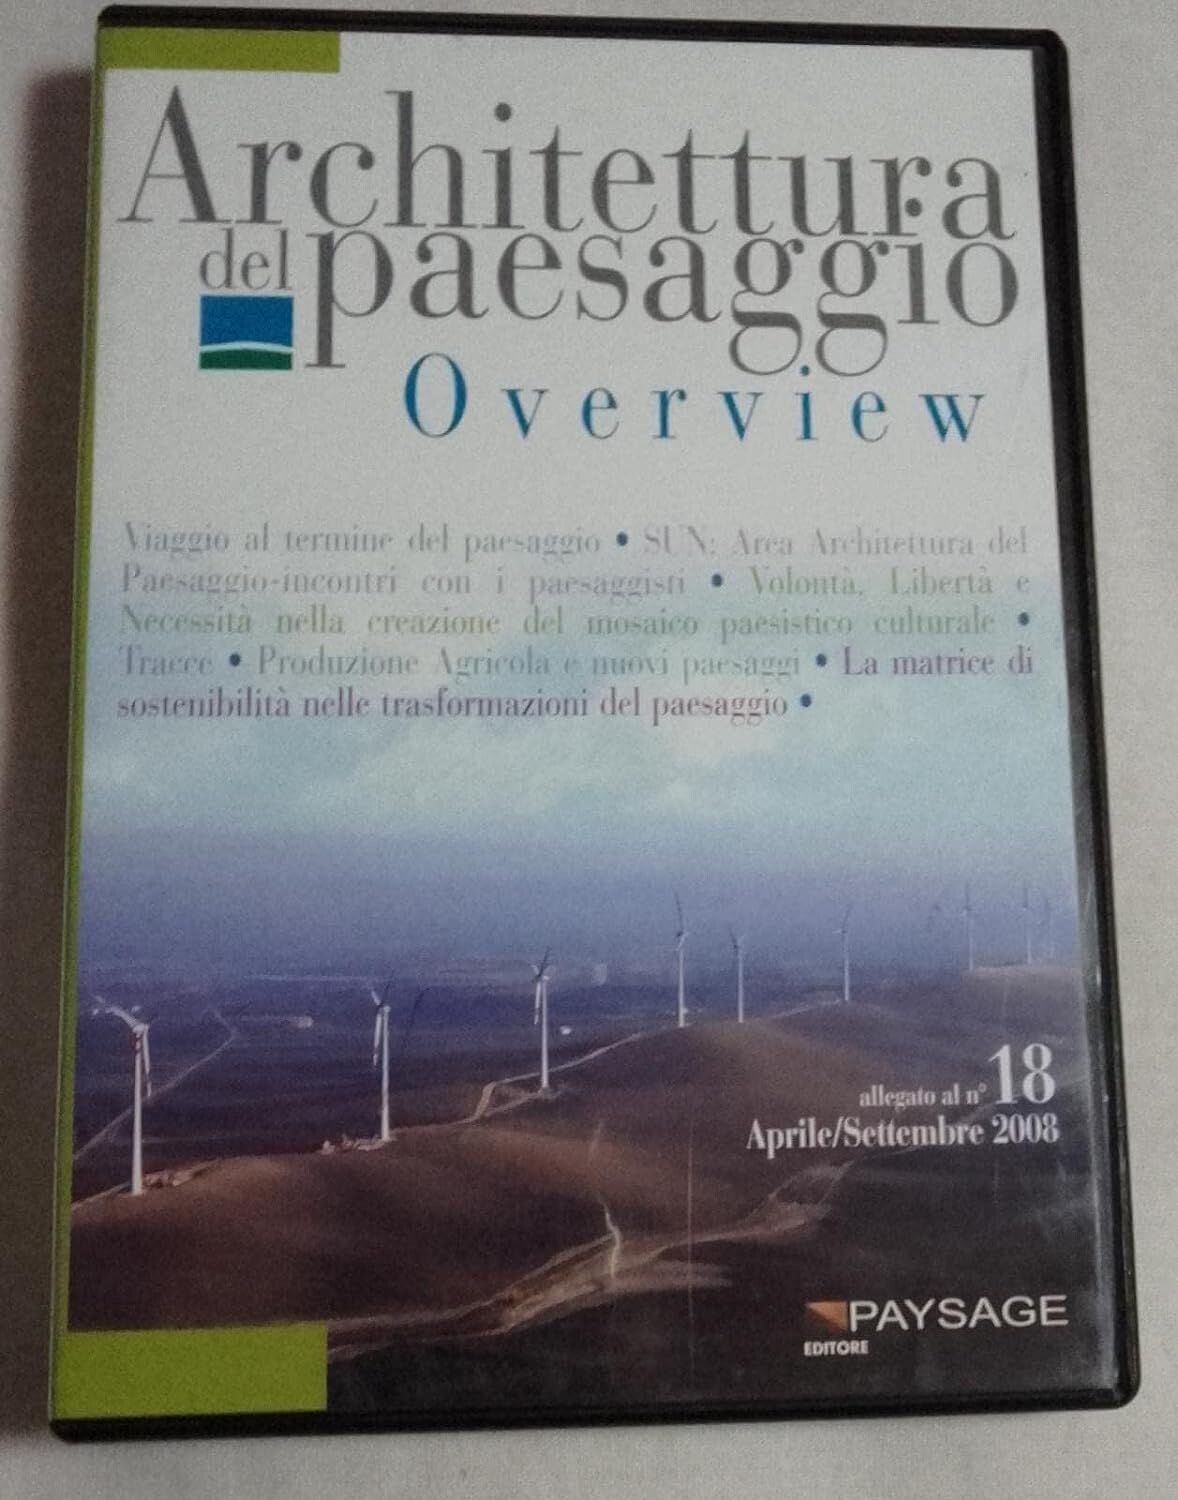 Architettura
del paesaggio
Overview
Viaggio al termine del paesaggio • SUN: Area Architettura del
Paesaggio-incontri con i paesaggisti • Volontà, Libertà e
Necessità nella creazione del mosaico paesistico culturale •
Tracce • Produzione Agricola e nuovi paesaggi • La matrice di
sostenibilità nelle trasformazioni del paesaggio •
allegato al n° 18
Aprile/Settembre 2008
PAYSAGE
EDITORE